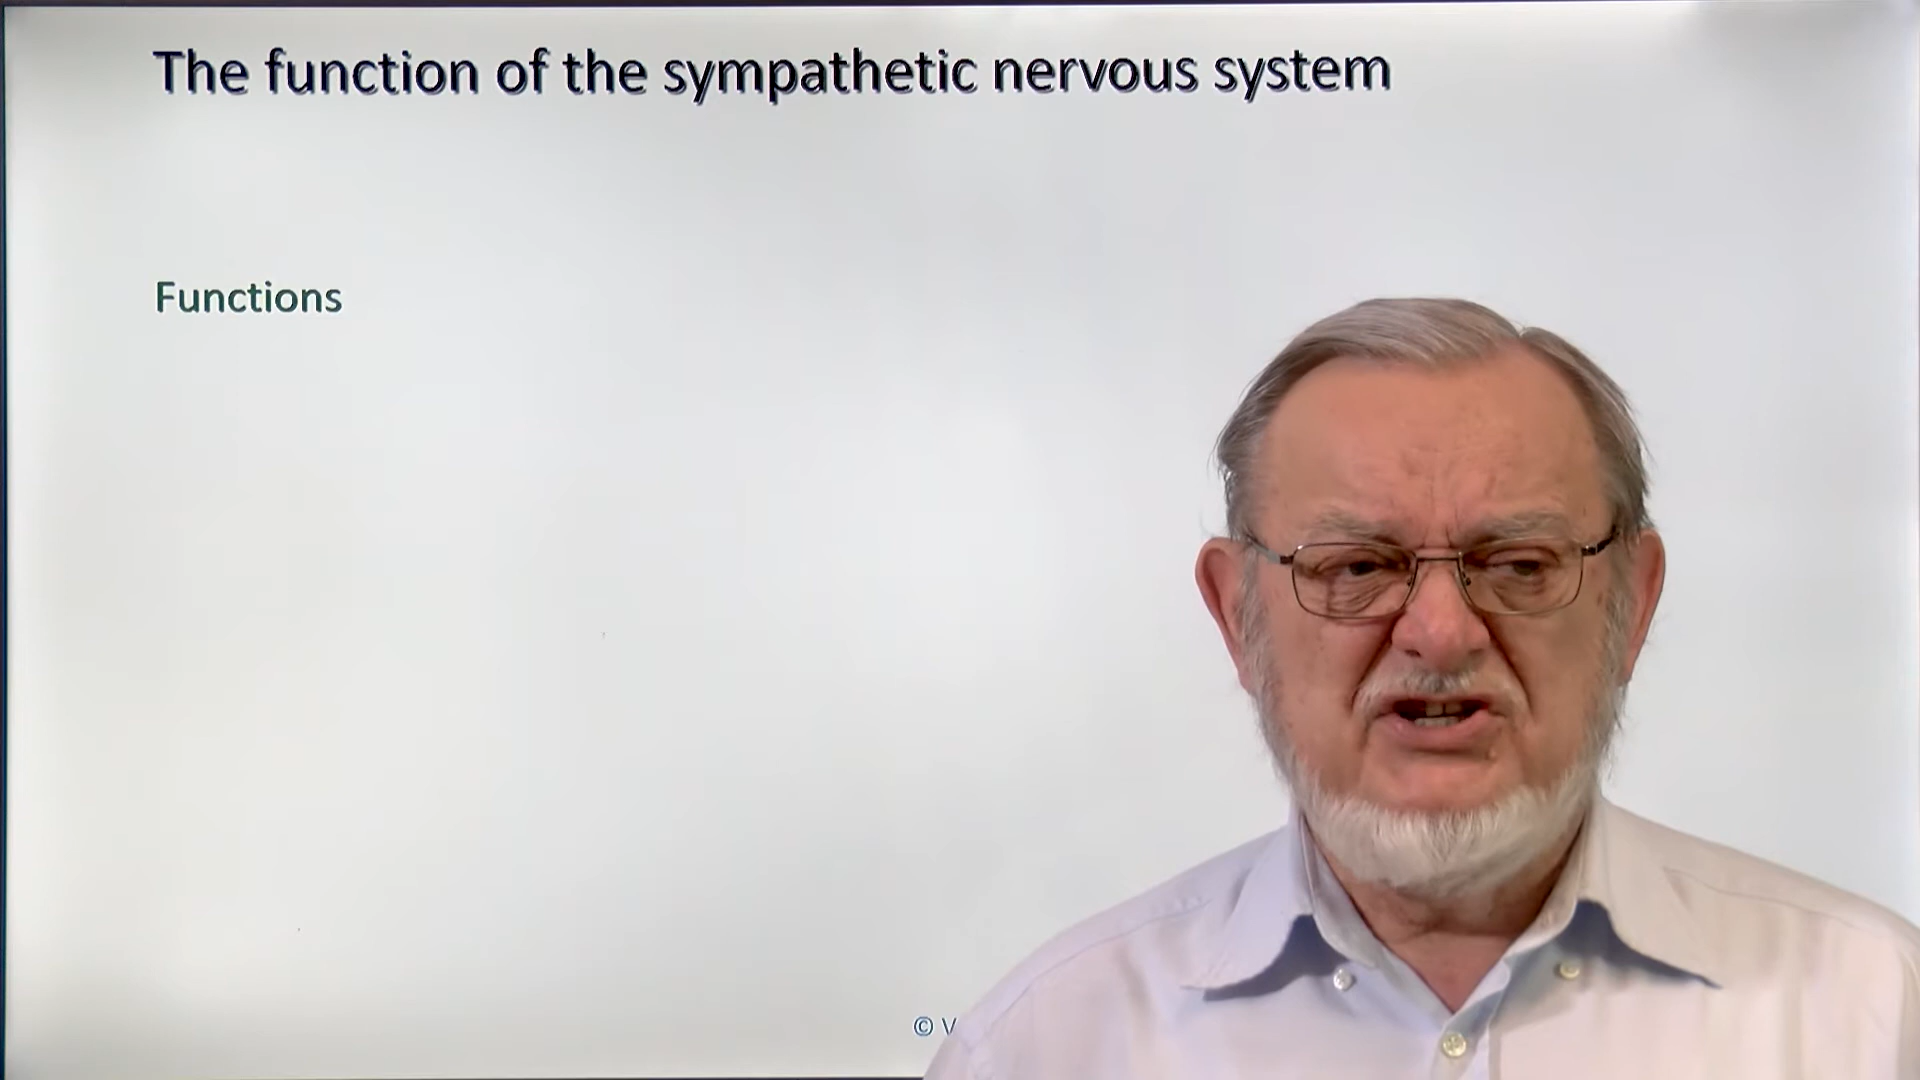 The function of the sympathetic nervous system
Functions
© V